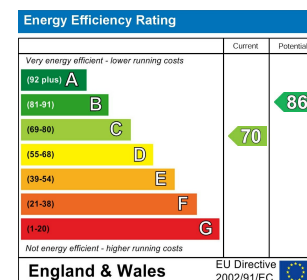 Energy Efficiency Rating
Current Potential
Very energy efficient - lower running costs
(92 plus) A
(81-91) B 86
(69-80) C 70
(55-68) D
(39-54) E
(21-38) F
(1-20) G
Not energy efficient - higher running costs
England & Wales EU Directive
2002/91/EC